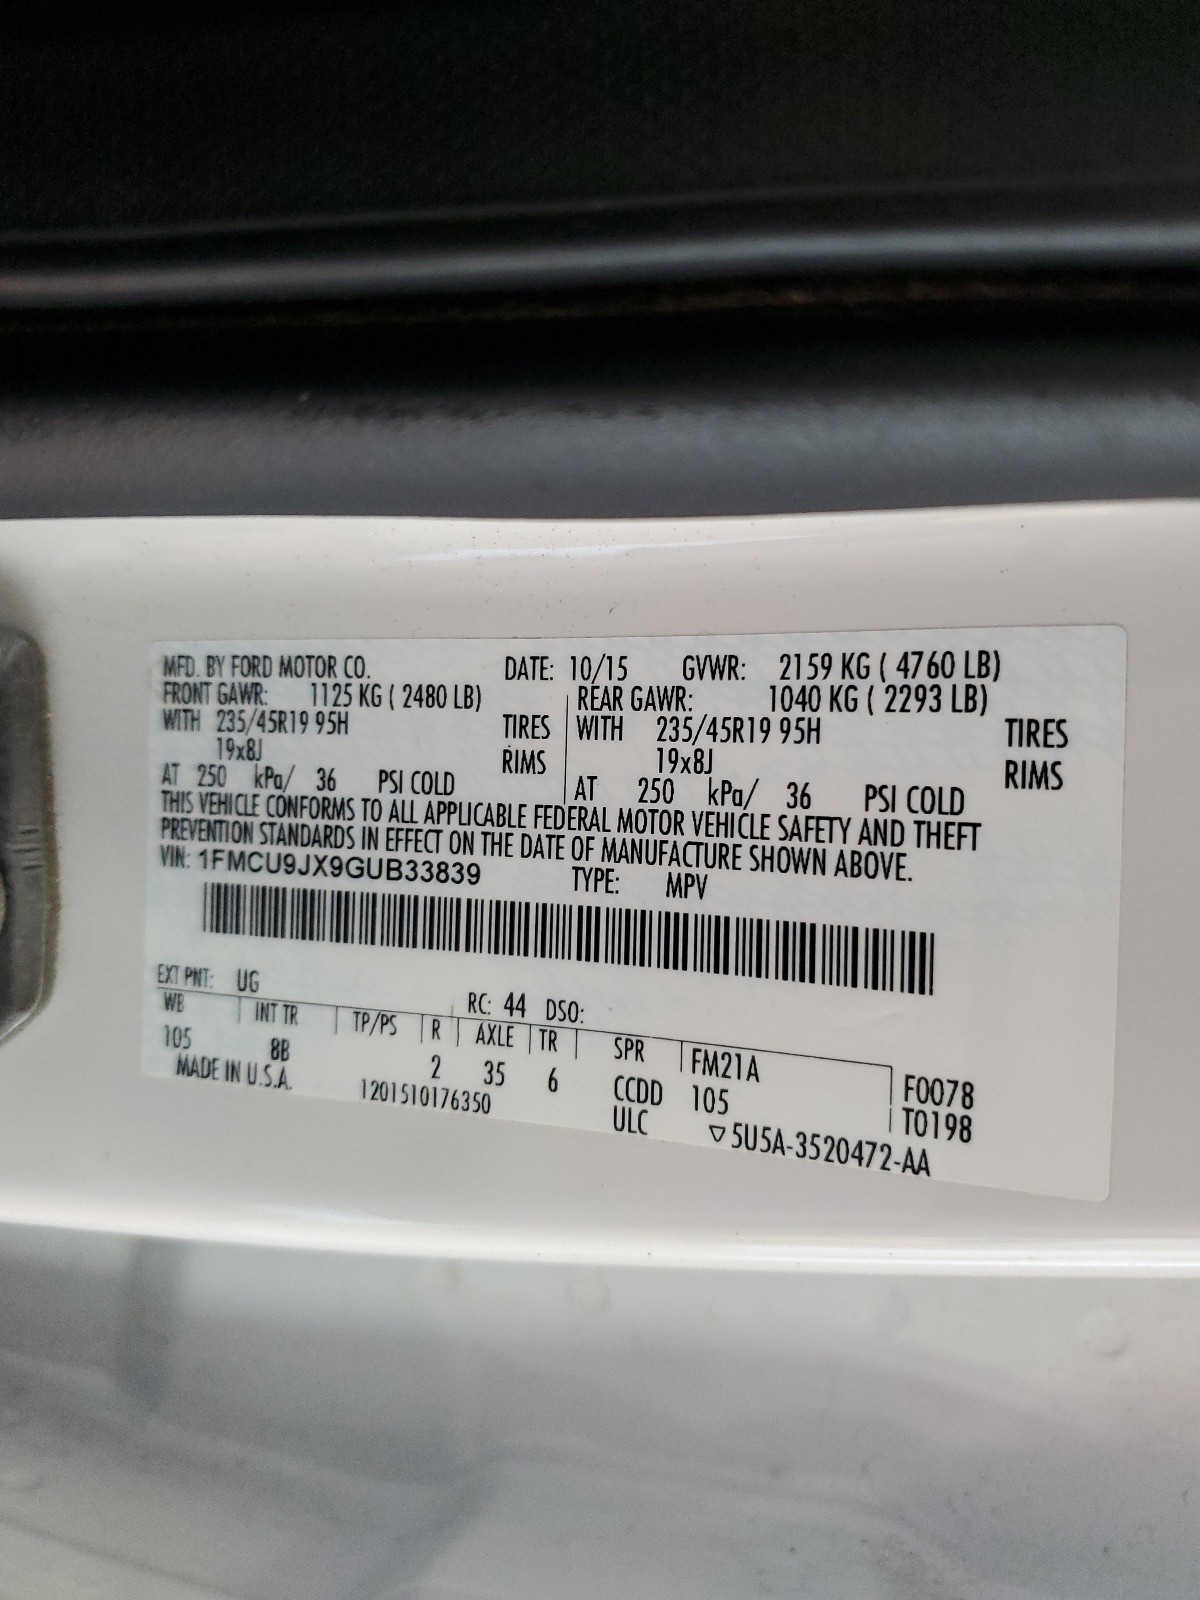 MFD. BY FORD MOTOR CO. DATE: 10/15 GVWR: 2159 KG ( 4760 LB)
FRONT GAWR: 1125 KG ( 2480 LB) REAR GAWR: 1040 KG ( 2293 LB)
WITH 235/45R19 95H TIRES WITH 235/45R19 95H TIRES
19x8J RIMS 19x8J RIMS
AT 250 kPa/ 36 PSI COLD AT 250 kPa/ 36 PSI COLD
THIS VEHICLE CONFORMS TO ALL APPLICABLE FEDERAL MOTOR VEHICLE SAFETY AND THEFT
PREVENTION STANDARDS IN EFFECT ON THE DATE OF MANUFACTURE SHOWN ABOVE.
VIN: 1FMCU9JX9GUB33839 TYPE: MPV
EXT PNT: UG RC: 44 DSO:
WB INT TR TP/PS R AXLE TR SPR FM21A F0078
105 8B 2 35 6 CCDD 105 T0198
MADE IN U.S.A. 1201510176350 ULC ▽5U5A-3520472-AA